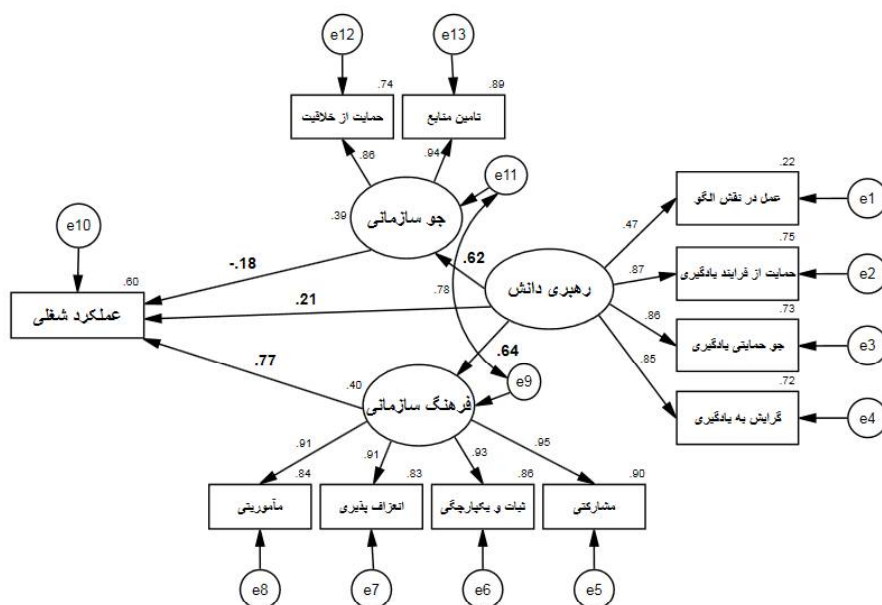 e12
e13
.74
.89
حمایت از خلاقیت
تامین منابع
.86
.94
e11
.22
عمل در نقش الگو
e1
.39
جو سازمانی
e10
.47
.75
-.18
.62
.87
حمایت از فرایند یادگیری
e2
.60
.78
رهبری دانش
عملکرد شغلی
.21
.86
.73
جو حمایتی یادگیری
e3
.77
.64
.85
e9
.40
.72
فرهنگ سازمانی
گرایش به یادگیری
e4
.91
.91
.93
.95
.84
.83
.86
.90
مأموریتی
انعزاف پذیری
ثبات و یکپارچگی
مشارکتی
e8
e7
e6
e5